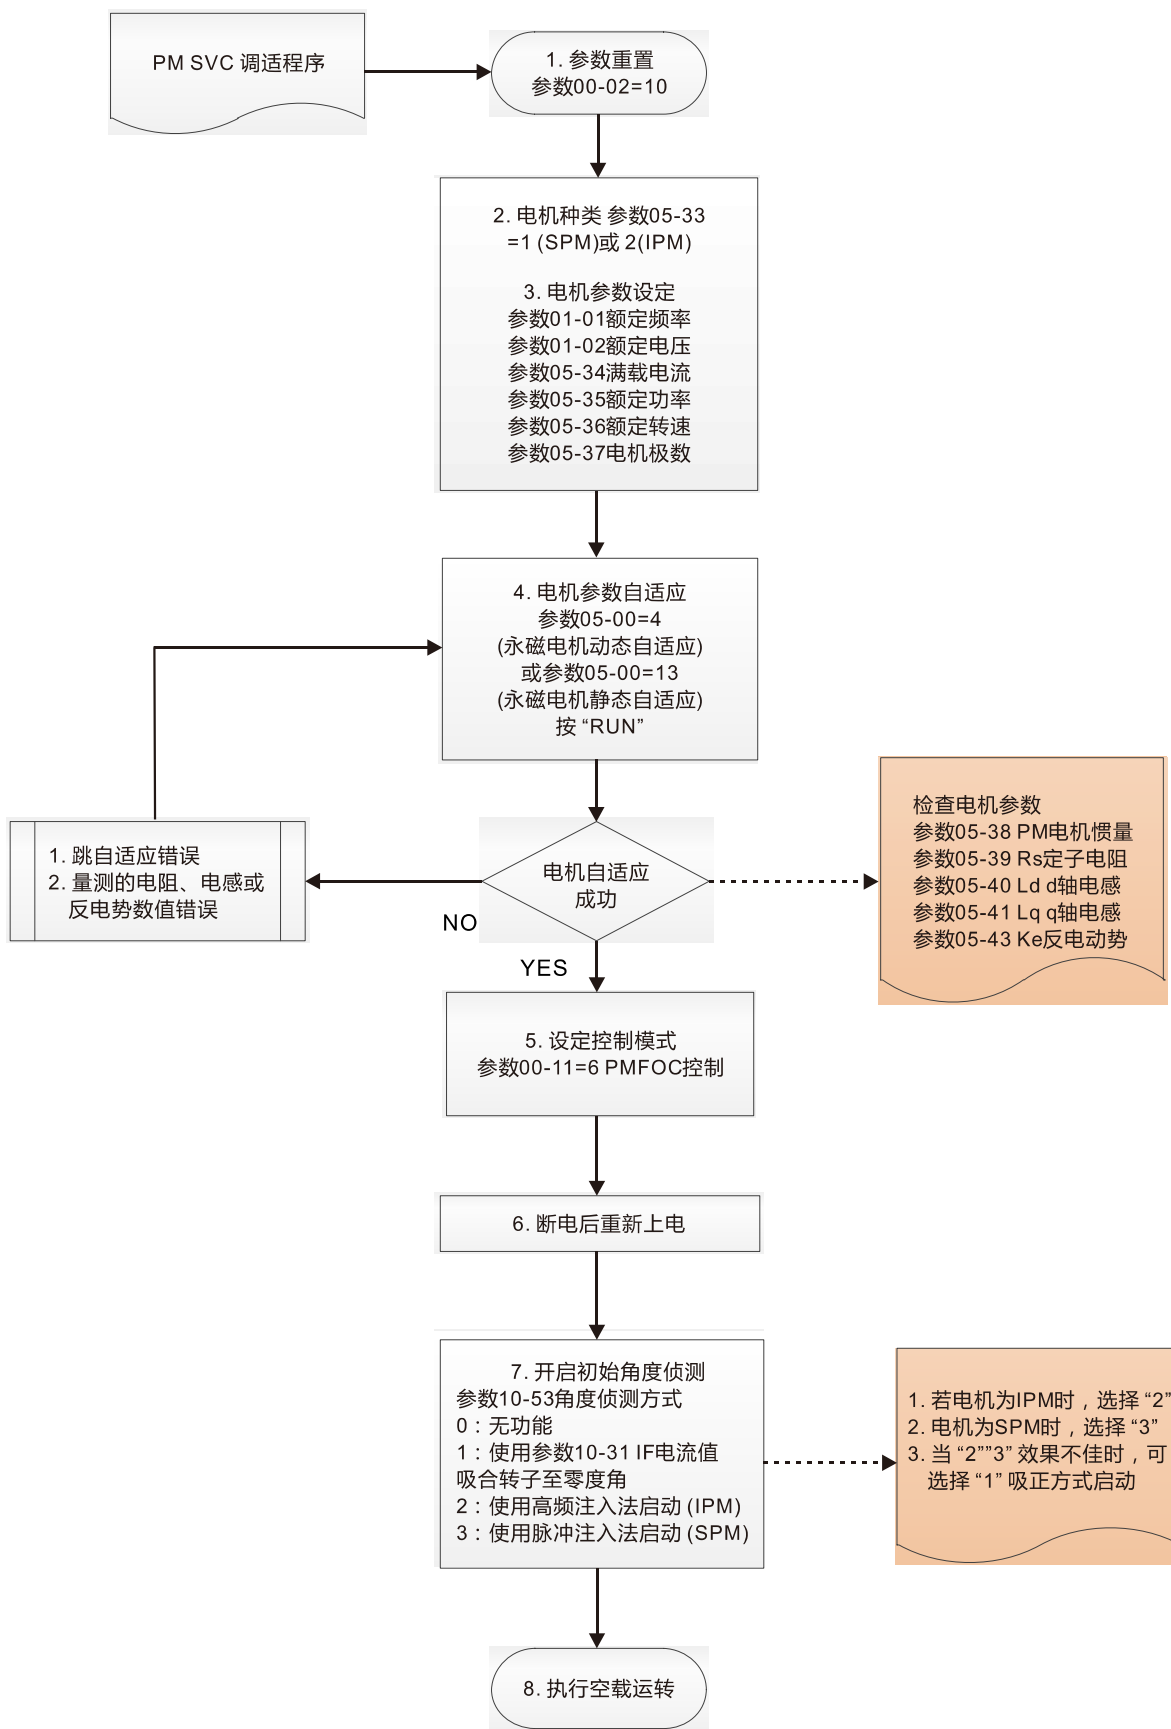 PM SVC 调适程序
1. 参数重置
参数00-02=10
2. 电机种类 参数05-33
=1 (SPM)或 2(IPM)
3. 电机参数设定
参数01-01额定频率
参数01-02额定电压
参数05-34满载电流
参数05-35额定功率
参数05-36额定转速
参数05-37电机极数
4. 电机参数自适应
参数05-00=4
(永磁电机动态自适应)
或参数05-00=13
(永磁电机静态自适应)
按 “RUN”
1. 跳自适应错误
2. 量测的电阻、电感或
反电势数值错误
电机自适应
成功
NO
YES
检查电机参数
参数05-38 PM电机惯量
参数05-39 Rs定子电阻
参数05-40 Ld d轴电感
参数05-41 Lq q轴电感
参数05-43 Ke反电动势
5. 设定控制模式
参数00-11=6 PMFOC控制
6. 断电后重新上电
7. 开启初始角度侦测
参数10-53角度侦测方式
0：无功能
1：使用参数10-31 IF电流值
吸合转子至零度角
2：使用高频注入法启动 (IPM)
3：使用脉冲注入法启动 (SPM)
1. 若电机为IPM时，选择 “2”
2. 电机为SPM时，选择 “3”
3. 当 “2””3” 效果不佳时，可
选择 “1” 吸正方式启动
8. 执行空载运转